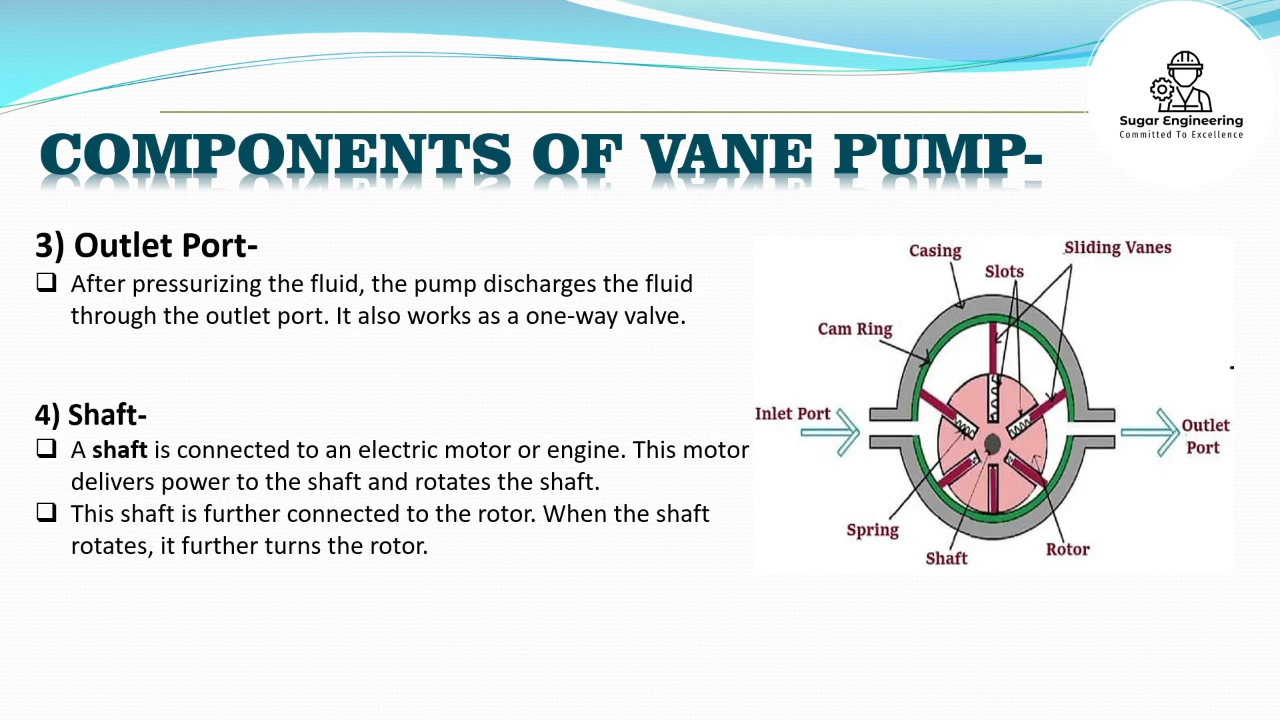 Sugar Engineering
Committed To Excellence
COMPONENTS OF VANE PUMP-
3) Outlet Port-
After pressurizing the fluid, the pump discharges the fluid
through the outlet port. It also works as a one-way valve.
4) Shaft-
A shaft is connected to an electric motor or engine. This motor
delivers power to the shaft and rotates the shaft.
This shaft is further connected to the rotor. When the shaft
rotates, it further turns the rotor.
Casing
Sliding Vanes
Slots
Cam Ring
Inlet Port
Outlet
Port
Spring
Shaft
Rotor
-